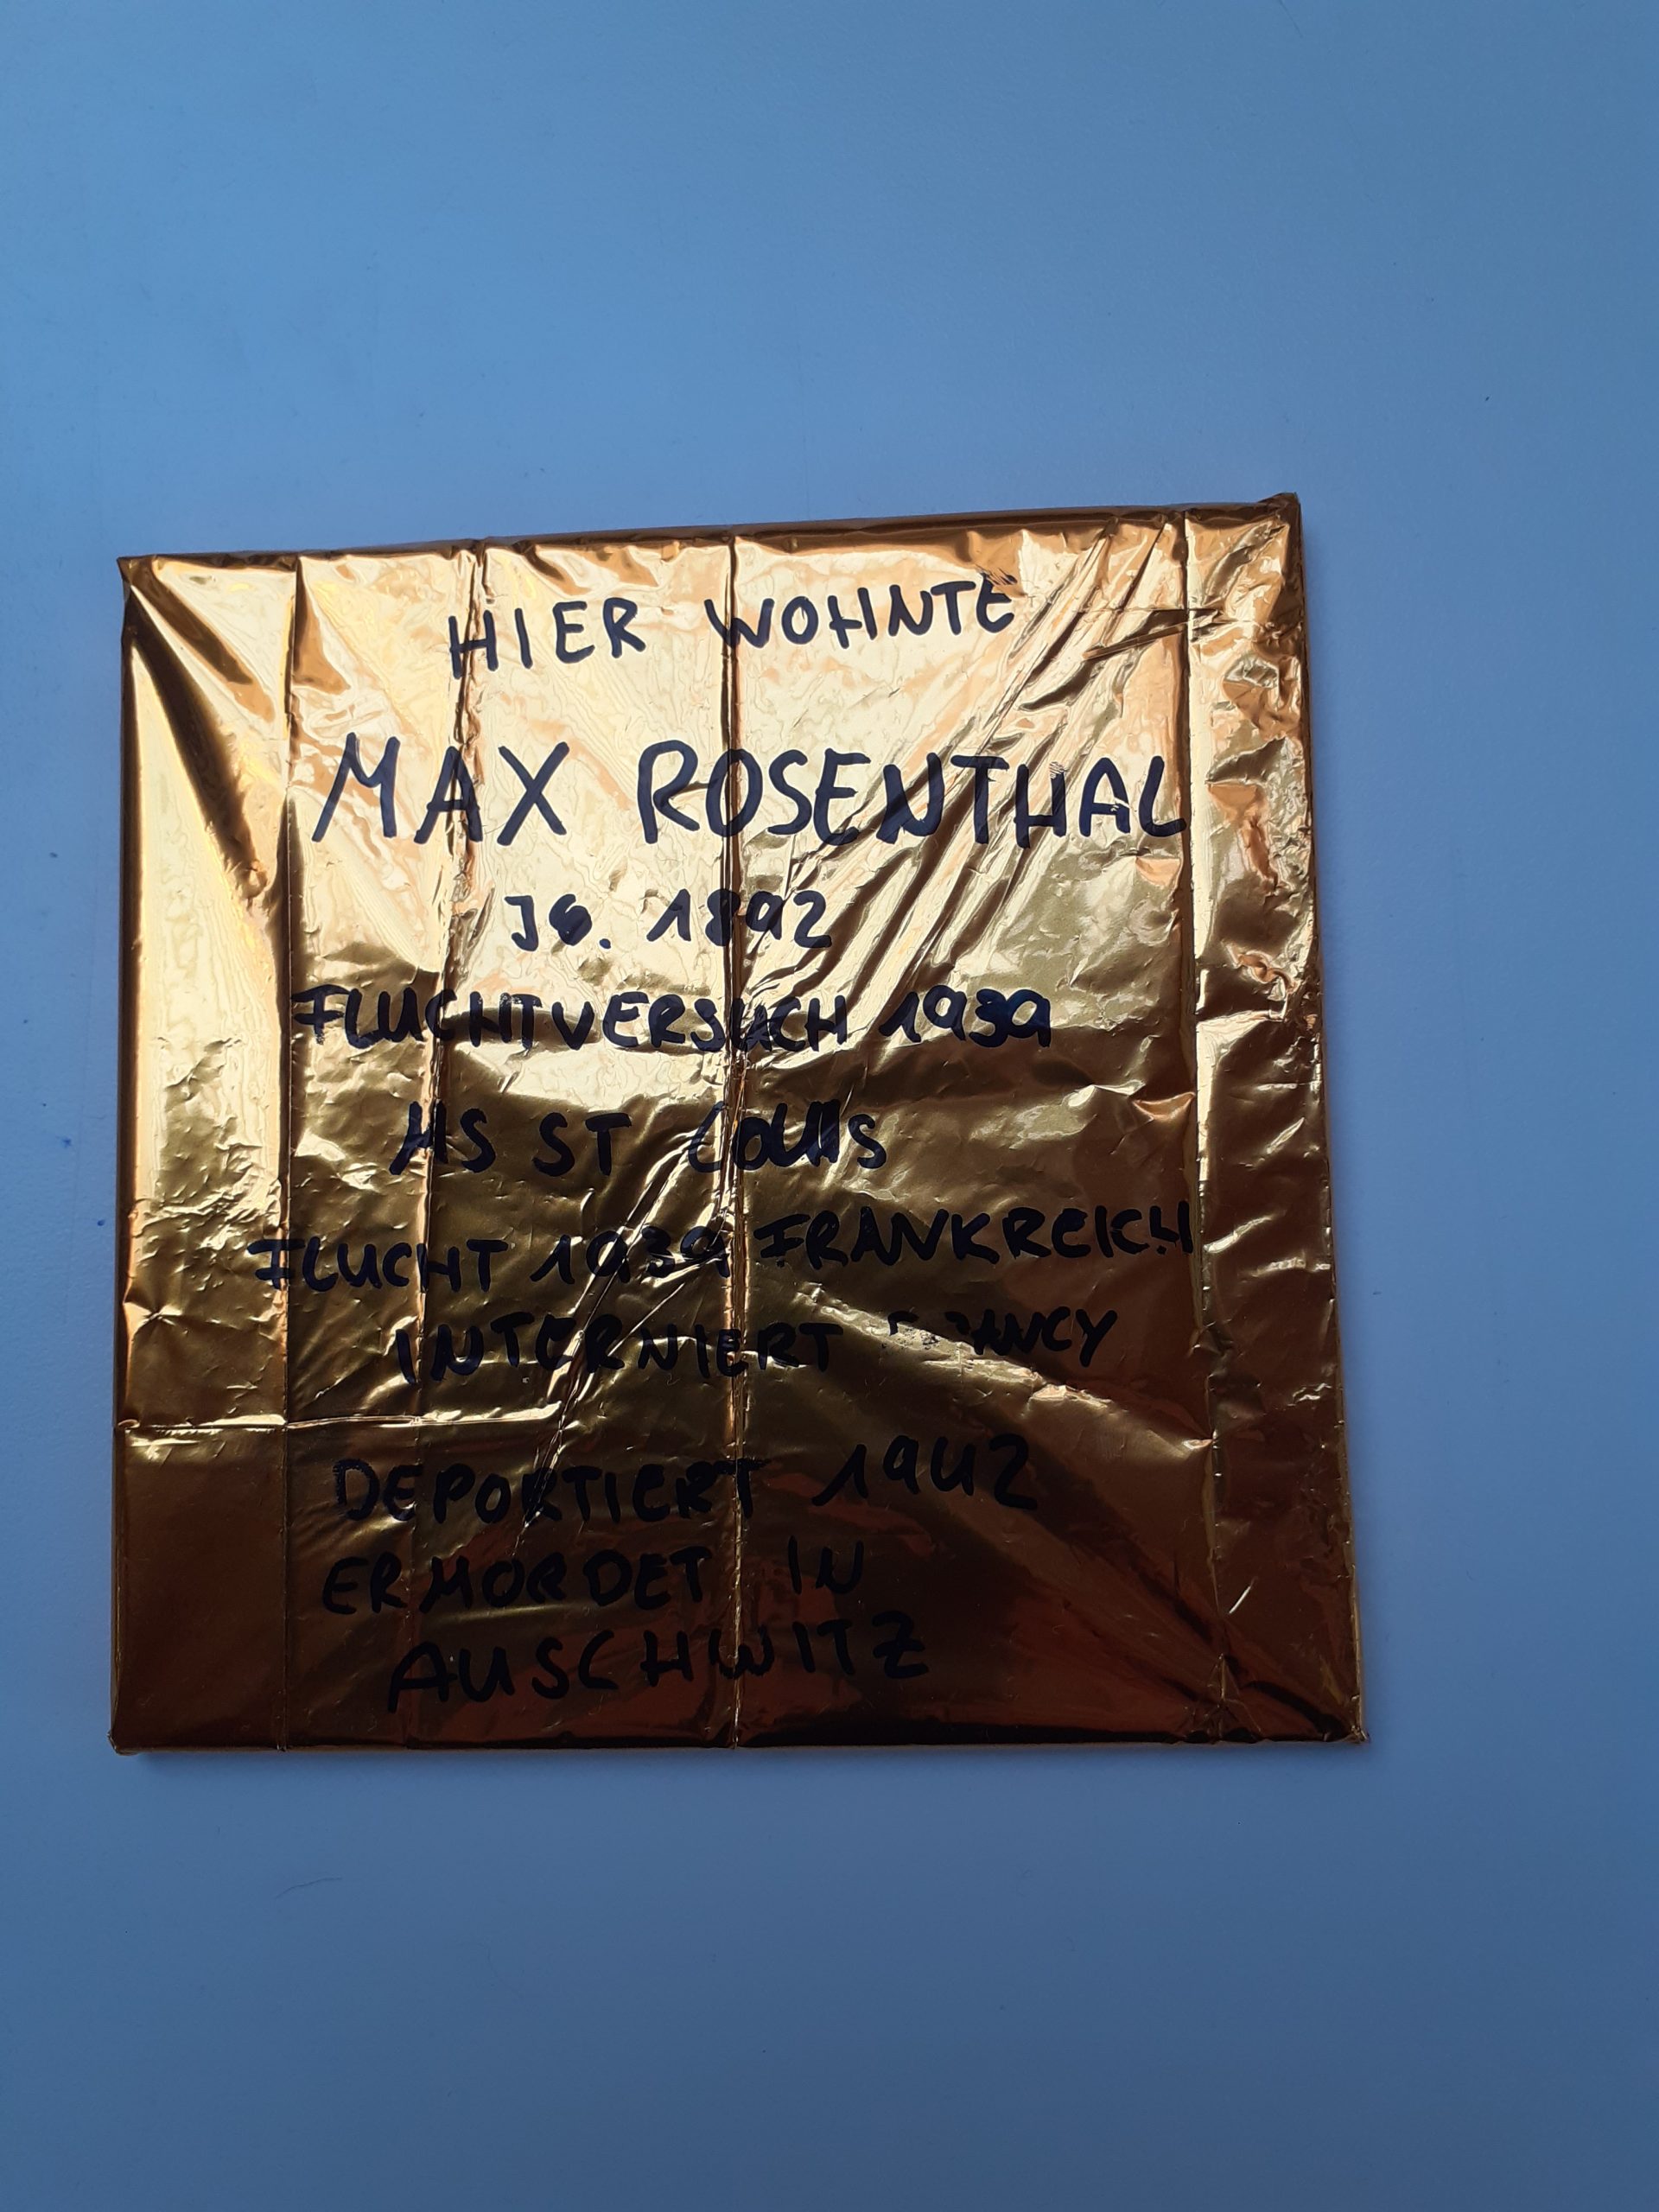 HIER WOHNTE
MAX ROSENTHAL
JG. 1892
FLUCHTVERSUCH 1939
MS ST LOUIS
FLUCHT 1939 FRANKREICH
INTERNIERT DRANCY
DEPORTIERT 1942
ERMORDET IN
AUSCHWITZ